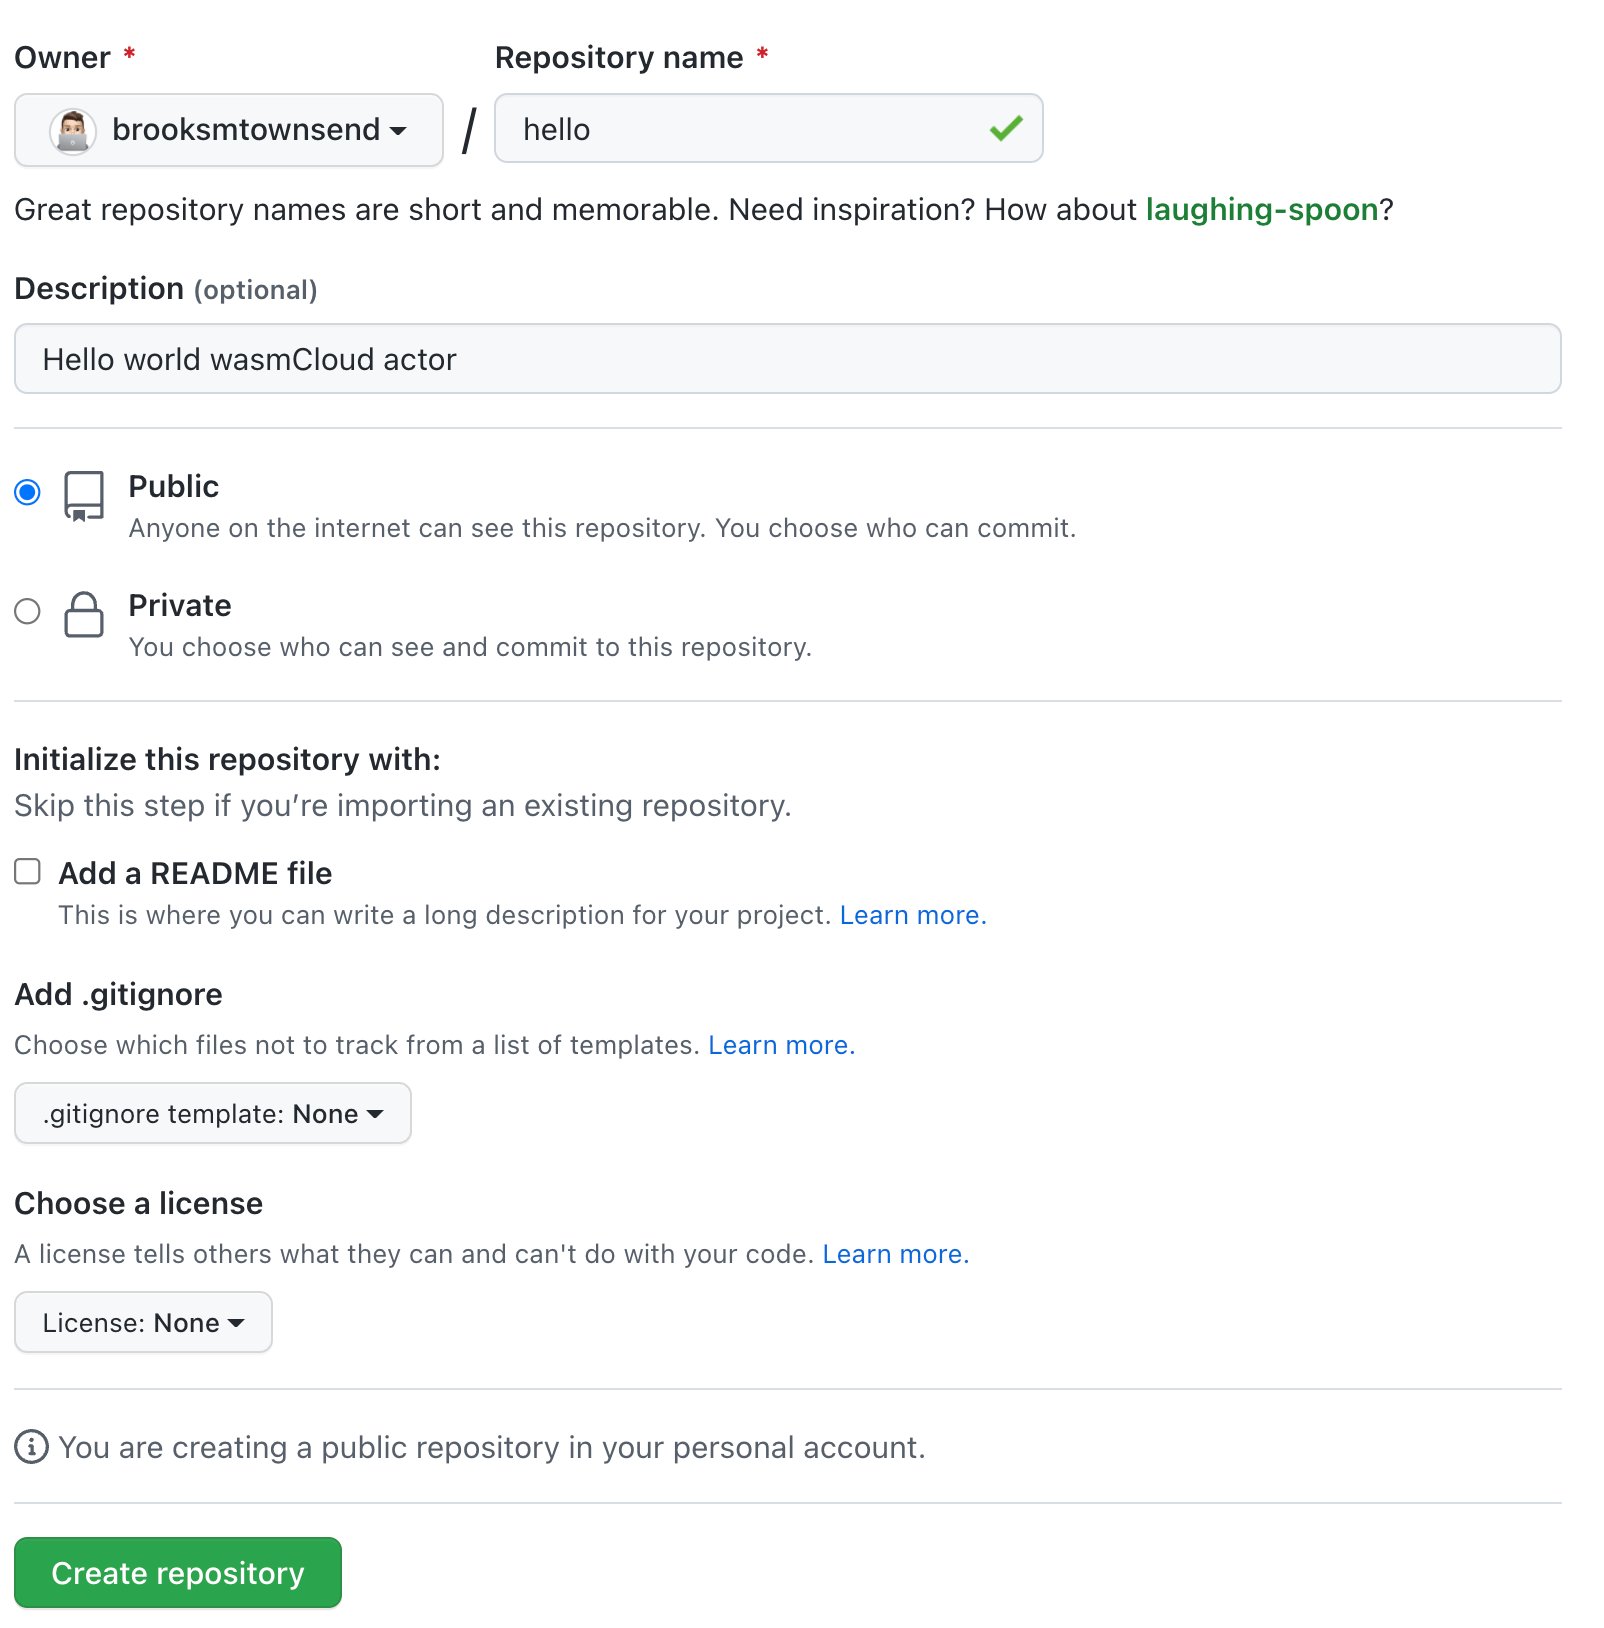 Owner *
Repository name *
brooksmtownsend
/
hello
Great repository names are short and memorable. Need inspiration? How about laughing-spoon?
Description (optional)
Hello world wasmCloud actor
Public
Anyone on the internet can see this repository. You choose who can commit.
Private
You choose who can see and commit to this repository.
Initialize this repository with:
Skip this step if you’re importing an existing repository.
Add a README file
This is where you can write a long description for your project. Learn more.
Add .gitignore
Choose which files not to track from a list of templates. Learn more.
.gitignore template: None
Choose a license
A license tells others what they can and can't do with your code. Learn more.
License: None
You are creating a public repository in your personal account.
Create repository